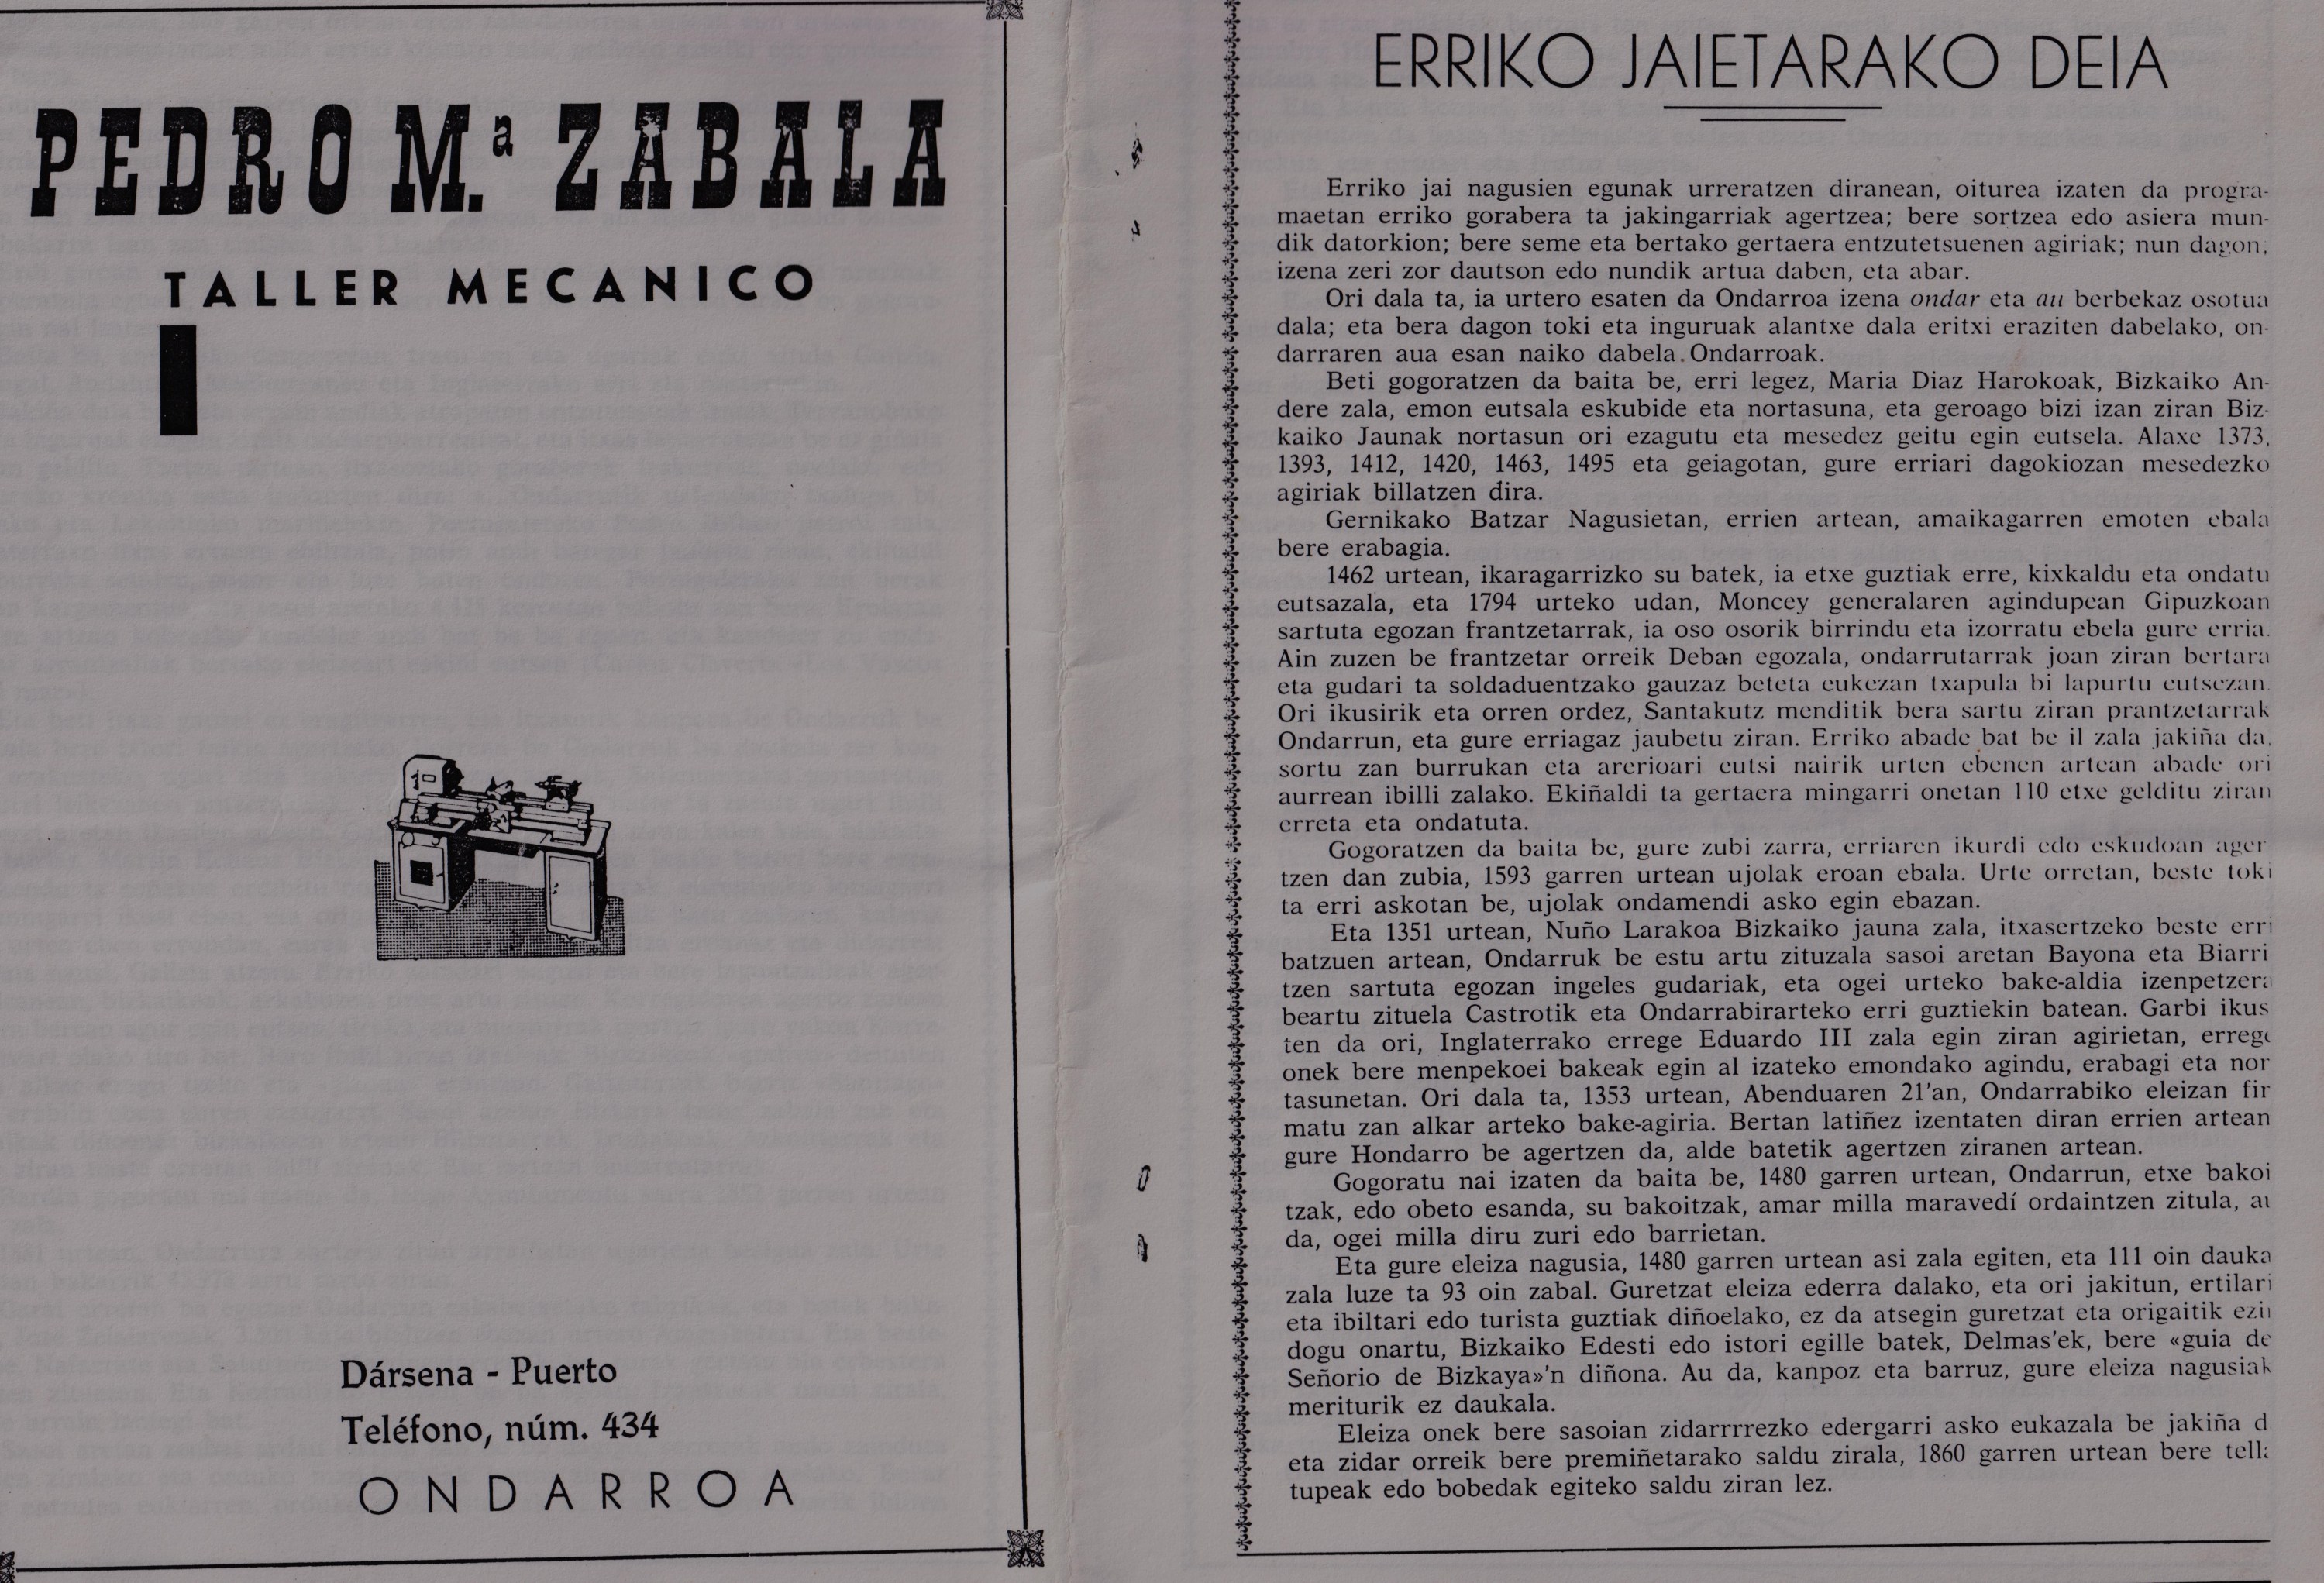 PEDRO M.ª ZABALA
TALLER MECANICO
Dársena - Puerto
Teléfono, núm. 434
ONDARROA
ERRIKO JAIETARAKO DEIA
Erriko jai nagusien egunak urreratzen diranean, oiturea izaten da progra-
maetan erriko gorabera ta jakingarriak agertzea; bere sortzea edo asiera mun-
dik datorkion; bere seme eta bertako gertaera entzutetsuenen agiriak; nun dagon,
izena zeri zor dautson edo nundik artua daben, eta abar.
Ori dala ta, ia urtero esaten da Ondarroa izena ondar eta au berbekaz osotua
dala; eta bera dagon toki eta inguruak alantxe dala eritxi eraziten dabelako, on-
darraren aua esan naiko dabela.Ondarroak.
Beti gogoratzen da baita be, erri legez, Maria Diaz Harokoak, Bizkaiko An-
dere zala, emon eutsala eskubide eta nortasuna, eta geroago bizi izan ziran Biz-
kaiko Jaunak nortasun ori ezagutu eta mesedez geitu egin eutsela. Alaxe 1373,
1393, 1412, 1420, 1463, 1495 eta geiagotan, gure erriari dagokiozan mesedezko
agiriak billatzen dira.
Gernikako Batzar Nagusietan, errien artean, amaikagarren emoten ebala
bere erabagia.
1462 urtean, ikaragarrizko su batek, ia etxe guztiak erre, kixkaldu eta ondatu
eutsazala, eta 1794 urteko udan, Moncey generalaren agindupean Gipuzkoan
sartuta egozan frantzetarrak, ia oso osorik birrindu eta izorratu ebela gure erria.
Ain zuzen be frantzetar orreik Deban egozala, ondarrutarrak joan ziran bertara
eta gudari ta soldaduentzako gauzaz beteta eukezan txapula bi lapurtu eutsezan.
Ori ikusirik eta orren ordez, Santakutz menditik bera sartu ziran prantzetarrak
Ondarrun, eta gure erriagaz jaubetu ziran. Erriko abade bat be il zala jakiña da,
sortu zan burrukan eta arerioari eutsi nairik urten ebenen artean abade ori
aurrean ibilli zalako. Ekiñaldi ta gertaera mingarri onetan 110 etxe gelditu ziran
erreta eta ondatuta.
Gogoratzen da baita be, gure zubi zarra, erriaren ikurdi edo eskudoan ager
tzen dan zubia, 1593 garren urtean ujolak eroan ebala. Urte orretan, beste toki
ta erri askotan be, ujolak ondamendi asko egin ebazan.
Eta 1351 urtean, Nuño Larakoa Bizkaiko jauna zala, itxasertzeko beste erri
batzuen artean, Ondarruk be estu artu zituzala sasoi aretan Bayona eta Biarri
tzen sartuta egozan ingeles gudariak, eta ogei urteko bake-aldia izenpetzera
beartu zituela Castrotik eta Ondarrabirarteko erri guztiekin batean. Garbi ikus
ten da ori, Inglaterrako errege Eduardo III zala egin ziran agirietan, errege
onek bere menpekoei bakeak egin al izateko emondako agindu, erabagi eta nor
tasunetan. Ori dala ta, 1353 urtean, Abenduaren 21'an, Ondarrabiko eleizan fir
matu zan alkar arteko bake-agiria. Bertan latiñez izentaten diran errien artean
gure Hondarro be agertzen da, alde batetik agertzen ziranen artean.
Gogoratu nai izaten da baita be, 1480 garren urtean, Ondarrun, etxe bakoi
tzak, edo obeto esanda, su bakoitzak, amar milla maravedí ordaintzen zitula, au
da, ogei milla diru zuri edo barrietan.
Eta gure eleiza nagusia, 1480 garren urtean asi zala egiten, eta 111 oin dauka
zala luze ta 93 oin zabal. Guretzat eleiza ederra dalako, eta ori jakitun, ertilari
eta ibiltari edo turista guztiak diñoelako, ez da atsegin guretzat eta origaitik ezin
dogu onartu, Bizkaiko Edesti edo istori egille batek, Delmas'ek, bere «guia de
Señorio de Bizkaya»'n diñona. Au da, kanpoz eta barruz, gure eleiza nagusiak
meriturik ez daukala.
Eleiza onek bere sasoian zidarrrrezko edergarri asko eukazala be jakiña d
eta zidar orreik bere premiñetarako saldu zirala, 1860 garren urtean bere tella
tupeak edo bobedak egiteko saldu ziran lez.